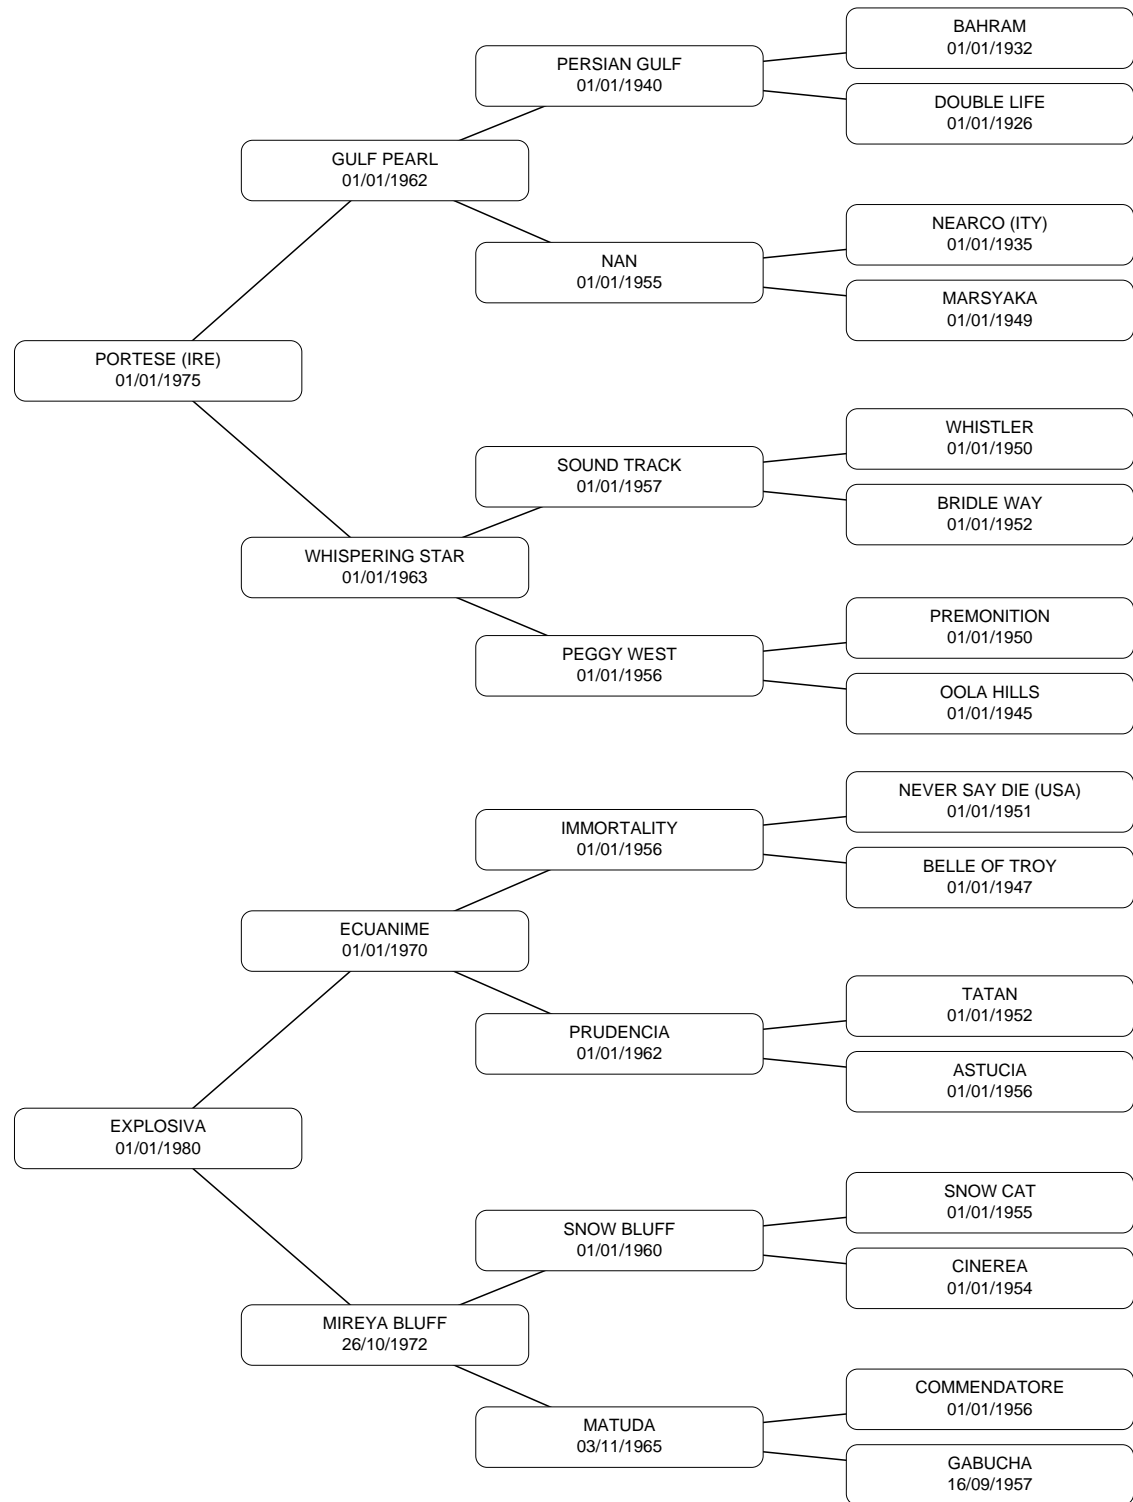 BAHRAM
01/01/1932
PERSIAN GULF
01/01/1940
DOUBLE LIFE
01/01/1926
GULF PEARL
01/01/1962
NEARCO (ITY)
01/01/1935
NAN
01/01/1955
MARSYAKA
01/01/1949
PORTESE (IRE)
01/01/1975
WHISTLER
01/01/1950
SOUND TRACK
01/01/1957
BRIDLE WAY
01/01/1952
WHISPERING STAR
01/01/1963
PREMONITION
01/01/1950
PEGGY WEST
01/01/1956
OOLA HILLS
01/01/1945
NEVER SAY DIE (USA)
01/01/1951
IMMORTALITY
01/01/1956
BELLE OF TROY
01/01/1947
ECUANIME
01/01/1970
TATAN
01/01/1952
PRUDENCIA
01/01/1962
ASTUCIA
01/01/1956
EXPLOSIVA
01/01/1980
SNOW CAT
01/01/1955
SNOW BLUFF
01/01/1960
CINEREA
01/01/1954
MIREYA BLUFF
26/10/1972
COMMENDATORE
01/01/1956
MATUDA
03/11/1965
GABUCHA
16/09/1957